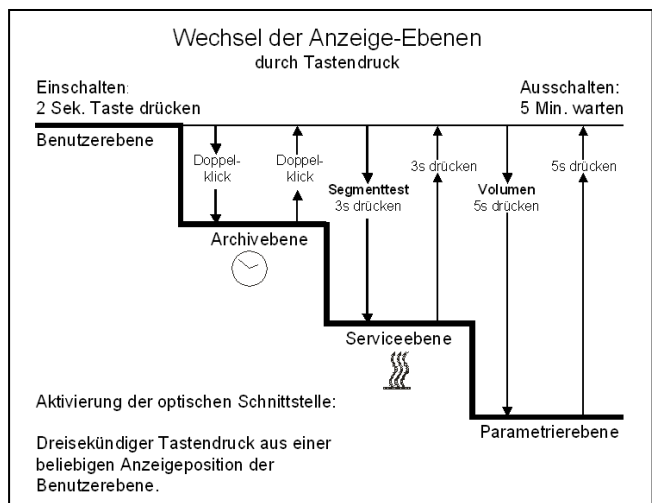 Wechsel der Anzeige-Ebenen
durch Tastendruck
Einschalten:
2 Sek. Taste drücken
Ausschalten:
5 Min. warten
Benutzerebene
Doppel-
klick
Doppel-
klick
Segmenttest
3s drücken
3s drücken
Volumen
5s drücken
5s drücken
Archivebene
Serviceebene
Parametrierebene
Aktivierung der optischen Schnittstelle:
Dreisekündiger Tastendruck aus einer
beliebigen Anzeigeposition der
Benutzerebene.